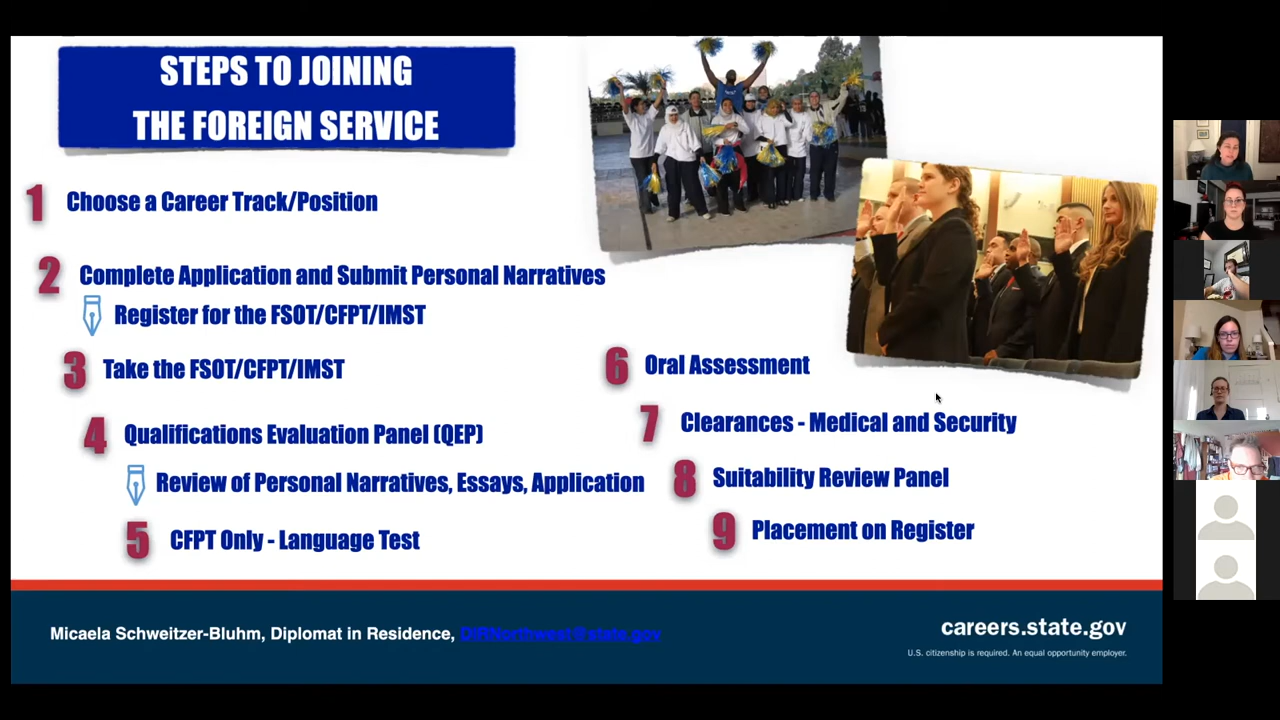 STEPS TO JOINING
THE FOREIGN SERVICE
1 Choose a Career Track/Position
2 Complete Application and Submit Personal Narratives
Register for the FSOT/CFPT/IMST
3 Take the FSOT/CFPT/IMST
4 Qualifications Evaluation Panel (QEP)
Review of Personal Narratives, Essays, Application
5 CFPT Only - Language Test
6 Oral Assessment
7 Clearances - Medical and Security
8 Suitability Review Panel
9 Placement on Register
Micaela Schweitzer-Bluhm, Diplomat in Residence, DIRNorthwest@state.gov
careers.state.gov
U.S. citizenship is required. An equal opportunity employer.